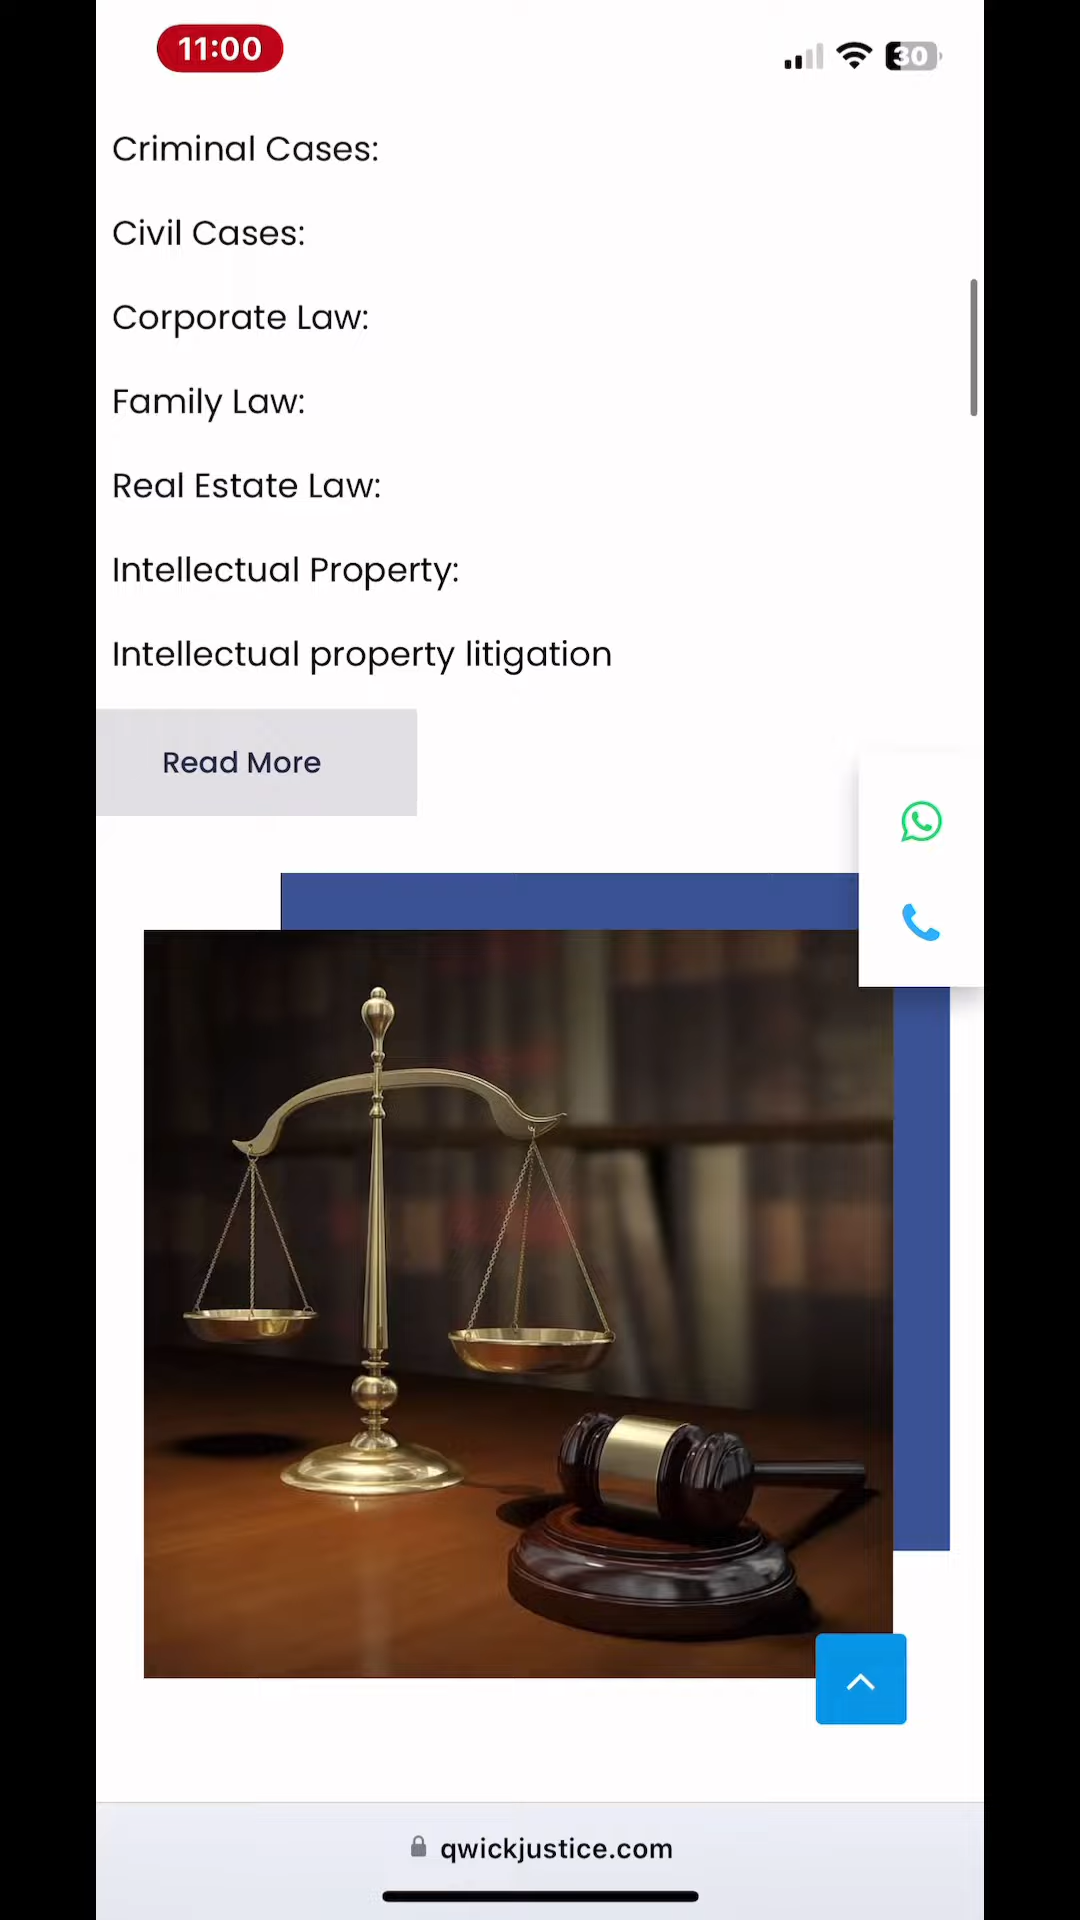 11:00
30
Criminal Cases:
Civil Cases:
Corporate Law:
Family Law:
Real Estate Law:
Intellectual Property:
Intellectual property litigation
Read More
qwickjustice.com